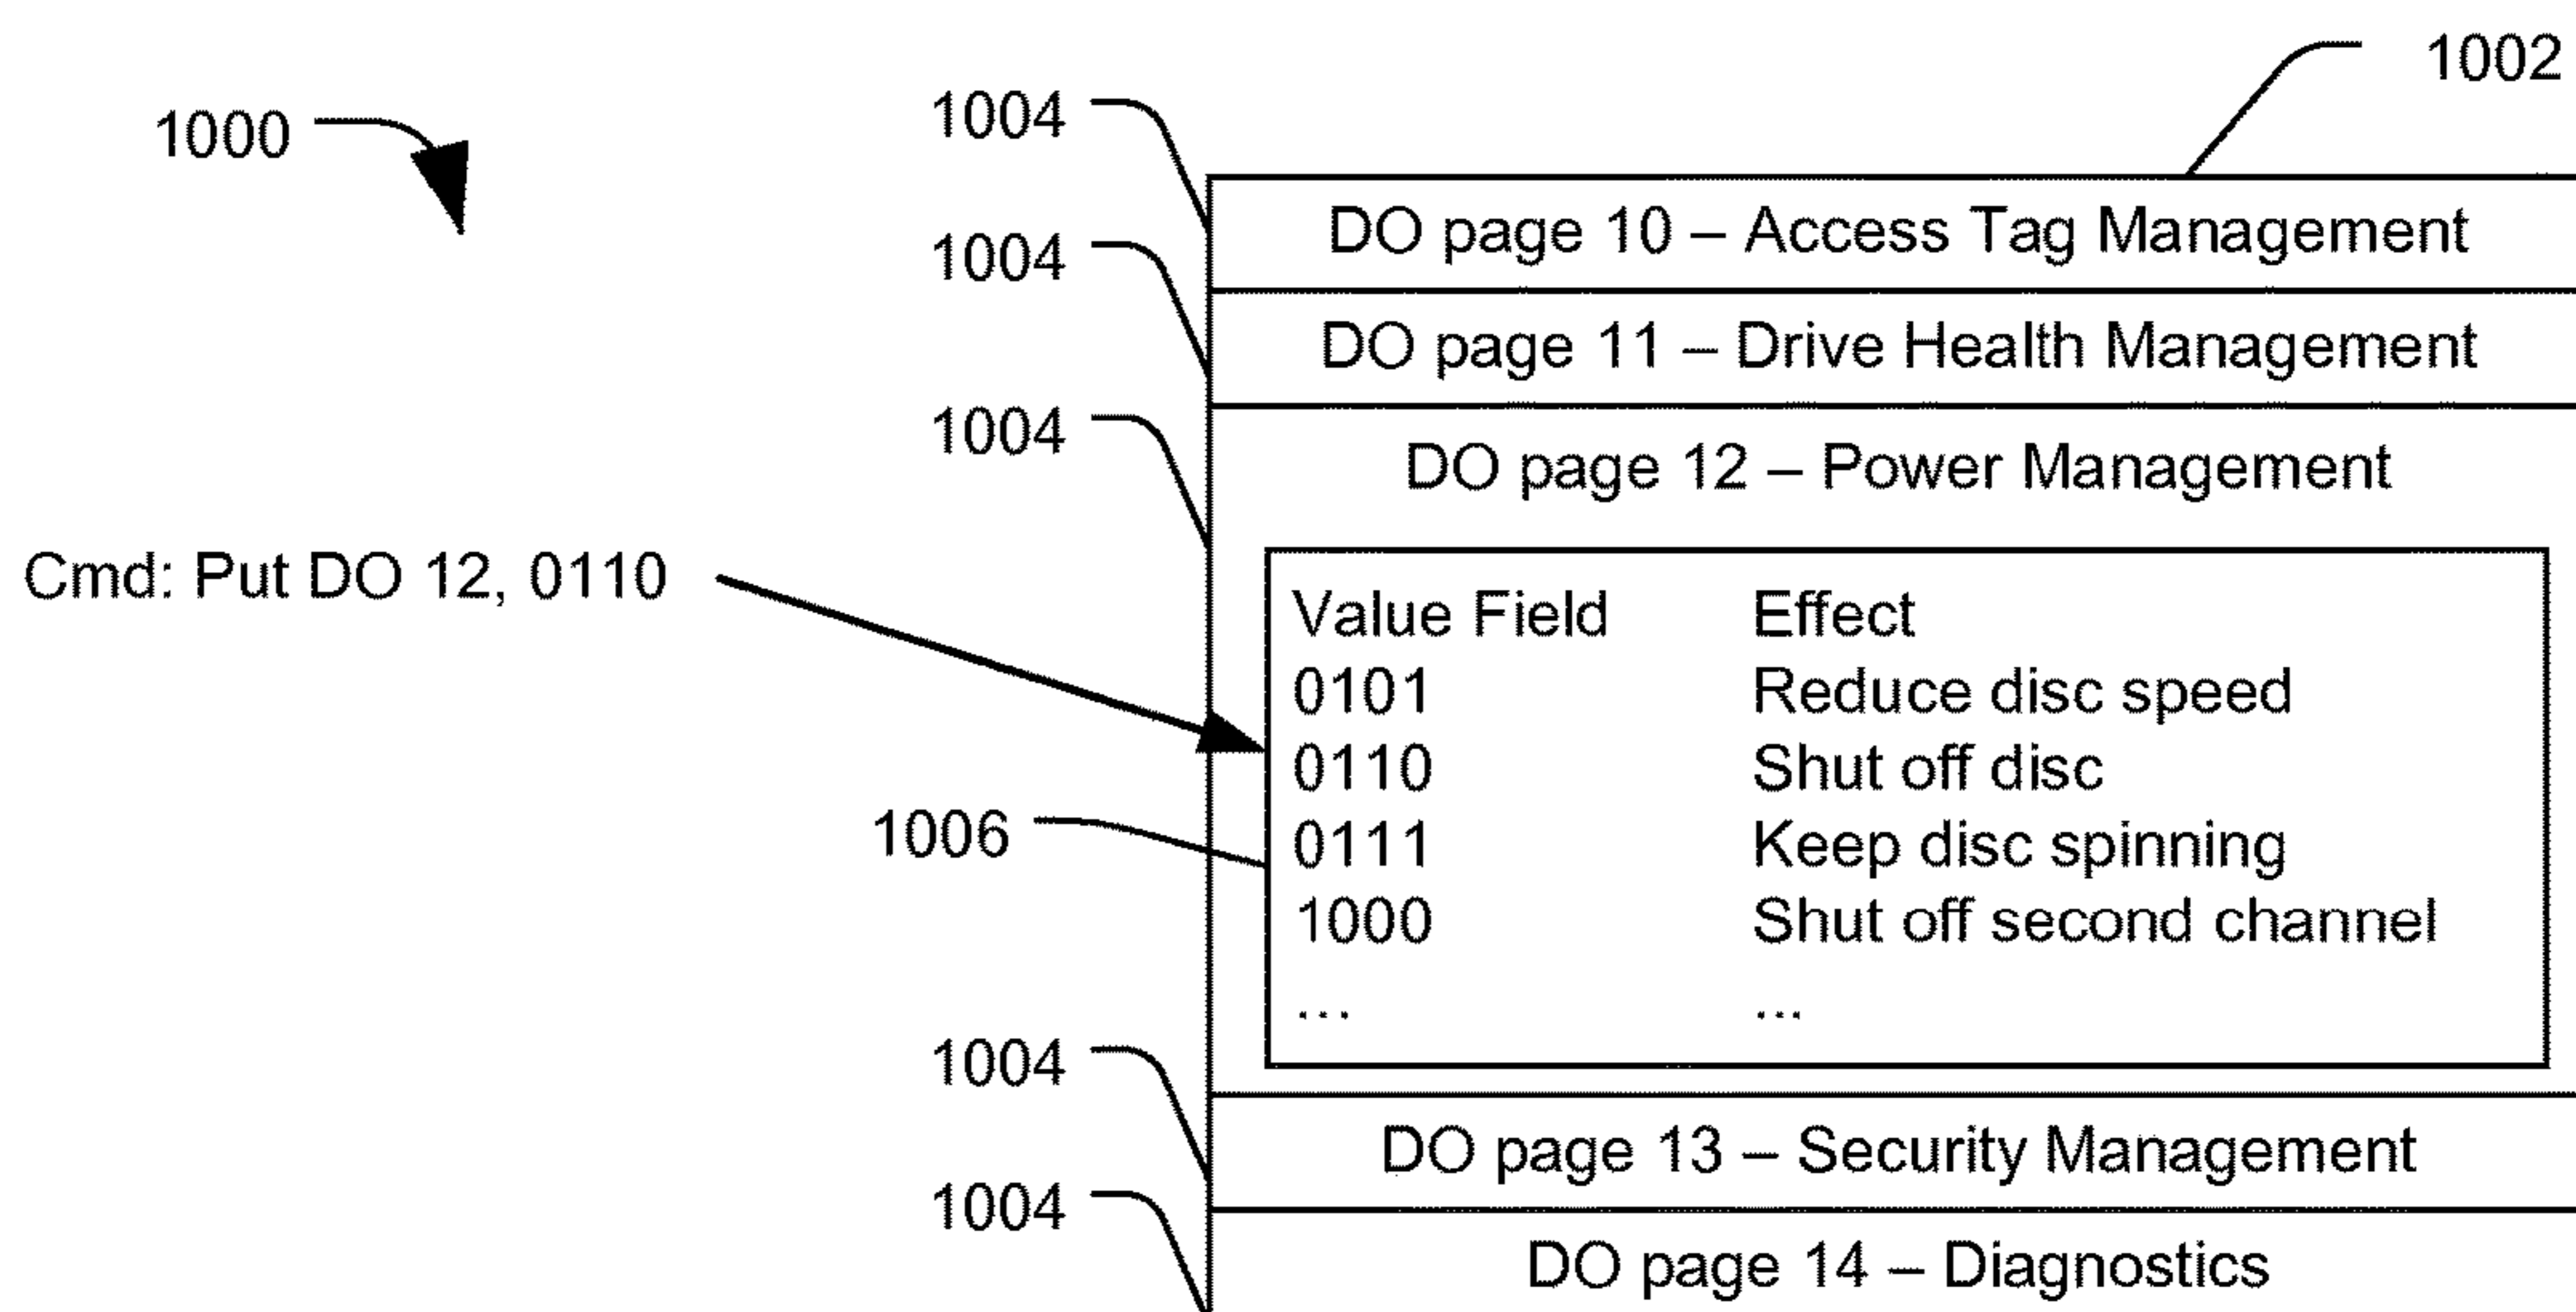 1002
1000
1004
DO page 10 – Access Tag Management
1004
DO page 11 – Drive Health Management
1004
DO page 12 – Power Management
Cmd: Put DO 12, 0110
Value Field Effect
0101 Reduce disc speed
0110 Shut off disc
1006
0111 Keep disc spinning
1000 Shut off second channel
... ...
1004
DO page 13 – Security Management
1004
DO page 14 – Diagnostics